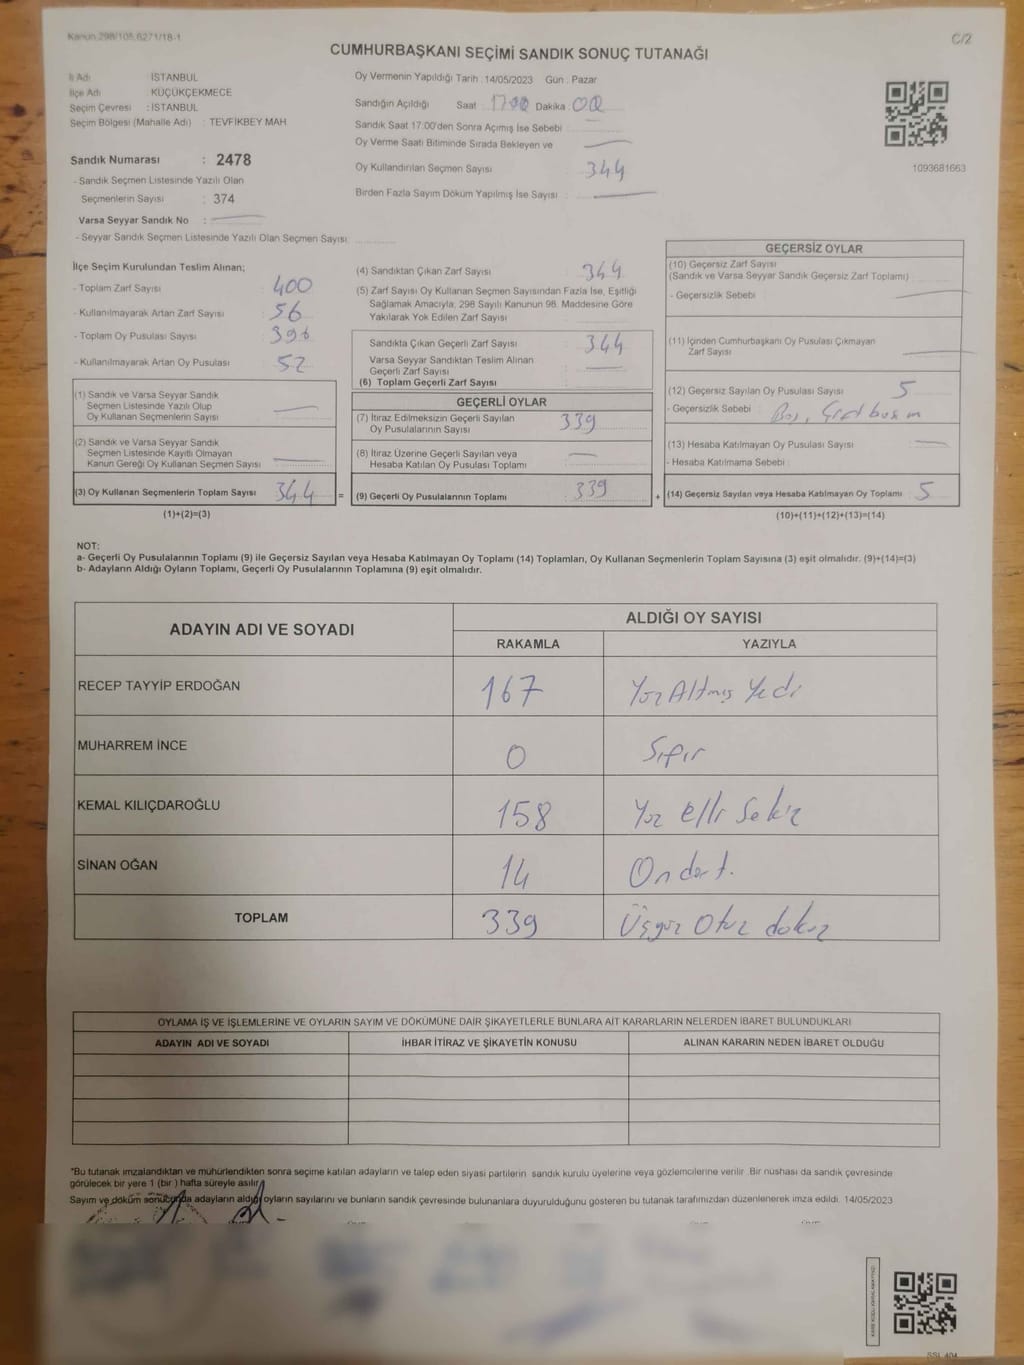 Kanun 298/105,6271/18-1
C/2
CUMHURBAŞKANI SEÇİMİ SANDIK SONUÇ TUTANAĞI
İl Adı : İSTANBUL
İlçe Adı : KÜÇÜKÇEKMECE
Seçim Çevresi : İSTANBUL
Seçim Bölgesi (Mahalle Adı) : TEVFİKBEY MAH
Sandık Numarası : 2478
- Sandık Seçmen Listesinde Yazılı Olan
Seçmenlerin Sayısı : 374
Varsa Seyyar Sandık No :
- Seyyar Sandık Seçmen Listesinde Yazılı Olan Seçmen Sayısı:
Oy Vermenin Yapıldığı Tarih : 14/05/2023 Gün : Pazar
Sandığın Açıldığı Saat 17:00 Dakika : 00
Sandık Saat 17:00'den Sonra Açımış İse Sebebi :
Oy Verme Saati Bitiminde Sırada Bekleyen ve
Oy Kullandırılan Seçmen Sayısı : 344
Birden Fazla Sayım Döküm Yapılmış İse Sayısı :
1093681663
İlçe Seçim Kurulundan Teslim Alınan;
- Toplam Zarf Sayısı : 400
- Kullanılmayarak Artan Zarf Sayısı : 56
- Toplam Oy Pusulası Sayısı : 396
- Kullanılmayarak Artan Oy Pusulası : 52
(1) Sandık ve Varsa Seyyar Sandık
Seçmen Listesinde Yazılı Olup
Oy Kullanan Seçmenlerin Sayısı :
(2) Sandık ve Varsa Seyyar Sandık
Seçmen Listesinde Kayıtlı Olmayan
Kanun Gereği Oy Kullanan Seçmen Sayısı :
(3) Oy Kullanan Seçmenlerin Toplam Sayısı : 344 =
(1)+(2)=(3)
(4) Sandıktan Çıkan Zarf Sayısı : 344
(5) Zarf Sayısı Oy Kullanan Seçmen Sayısından Fazla İse, Eşitliği
Sağlamak Amacıyla, 298 Sayılı Kanunun 98. Maddesine Göre
Yakılarak Yok Edilen Zarf Sayısı :
Sandıkta Çıkan Geçerli Zarf Sayısı : 344
Varsa Seyyar Sandıktan Teslim Alınan
Geçerli Zarf Sayısı :
(6) Toplam Geçerli Zarf Sayısı :
GEÇERLİ OYLAR
(7) İtiraz Edilmeksizin Geçerli Sayılan
Oy Pusulalarının Sayısı : 339
(8) İtiraz Üzerine Geçerli Sayılan veya
Hesaba Katılan Oy Pusulası Toplamı :
(9) Geçerli Oy Pusulalarının Toplamı : 339 +
GEÇERSİZ OYLAR
(10) Geçersiz Zarf Sayısı
(Sandık ve Varsa Seyyar Sandık Geçersiz Zarf Toplamı) :
- Geçersizlik Sebebi :
(11) İçinden Cumhurbaşkanı Oy Pusulası Çıkmayan
Zarf Sayısı :
(12) Geçersiz Sayılan Oy Pusulası Sayısı : 5
- Geçersizlik Sebebi : Boş,
(13) Hesaba Katılmayan Oy Pusulası Sayısı :
- Hesaba Katılmama Sebebi :
(14) Geçersiz Sayılan veya Hesaba Katılmayan Oy Toplamı : 5
(10)+(11)+(12)+(13)=(14)
NOT:
a- Geçerli Oy Pusulalarının Toplamı (9) ile Geçersiz Sayılan veya Hesaba Katılmayan Oy Toplamı (14) Toplamları, Oy Kullanan Seçmenlerin Toplam Sayısına (3) eşit olmalıdır. (9)+(14)=(3)
b- Adayların Aldığı Oyların Toplamı, Geçerli Oy Pusulalarının Toplamına (9) eşit olmalıdır.
ADAYIN ADI VE SOYADI
ALDIĞI OY SAYISI
RAKAMLA YAZIYLA
RECEP TAYYİP ERDOĞAN 167 Yüz Altmış Yedi
MUHARREM İNCE 0 Sıfır
KEMAL KILIÇDAROĞLU 158 Yüz elli Sekiz
SİNAN OĞAN 14 Ondört.
TOPLAM 339 Üçyüz Otuz dokuz
OYLAMA İŞ VE İŞLEMLERİNE VE OYLARIN SAYIM VE DÖKÜMÜNE DAİR ŞİKAYETLERLE BUNLARA AİT KARARLARIN NELERDEN İBARET BULUNDUKLARI
ADAYIN ADI VE SOYADI İHBAR İTİRAZ VE ŞİKAYETİN KONUSU ALINAN KARARIN NEDEN İBARET OLDUĞU
*Bu tutanak imzalandıktan ve mühürlendikten sonra seçime katılan adayların ve talep eden siyasi partilerin sandık kurulu üyelerine veya gözlemcilerine verilir. Bir nüshası da sandık çevresinde
görülecek bir yere 1 (bir ) hafta süreyle asılır.
Sayım ve döküm sonucunda adayların aldığı oyların sayılarını ve bunların sandık çevresinde bulunanlara duyurulduğunu gösteren bu tutanak tarafımızdan düzenlenerek imza edildi. 14/05/2023